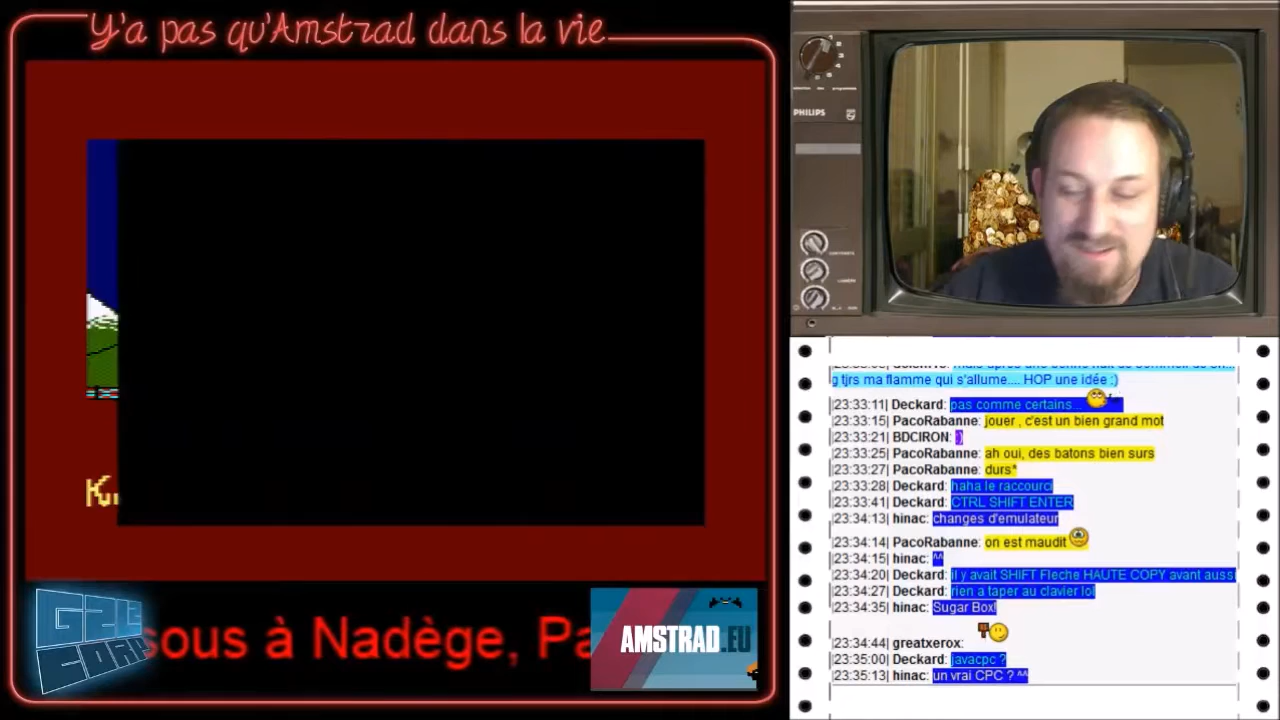 Y'a pas qu'Amstrad dans la vie
PHILIPS
g tjrs ma flamme qui s'allume.... HOP une idée :)
|23:33:11| Deckard: pas comme certains...
|23:33:15| PacoRabanne: jouer , c'est un bien grand mot
|23:33:21| BDCIRON: :)
|23:33:25| PacoRabanne: ah oui, des batons bien surs
|23:33:27| PacoRabanne: durs*
|23:33:28| Deckard: haha le raccourci
|23:33:41| Deckard: CTRL SHIFT ENTER
|23:34:13| hinac: changes d'emulateur
|23:34:14| PacoRabanne: on est maudit
|23:34:15| hinac: ^^
|23:34:20| Deckard: il y avait SHIFT Fleche HAUTE COPY avant aussi
|23:34:27| Deckard: rien a taper au clavier lol
|23:34:35| hinac: Sugar Box!
|23:34:44| greatxerox:
|23:35:00| Deckard: javacpc ?
|23:35:13| hinac: un vrai CPC ? ^^
sous à Nadège, Pa
CORP
AMSTRAD.EU